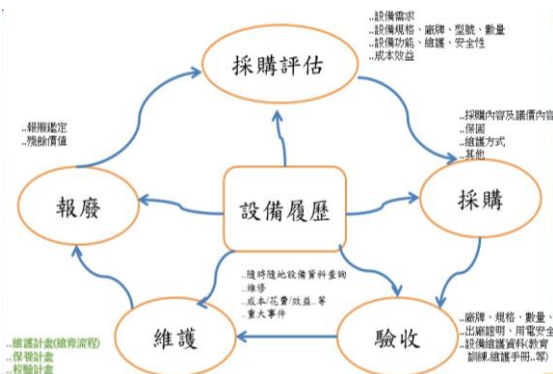 ..設備需求
..設備規格、廠牌、型號、數量
..設備功能、維護、安全性
..成本效益
採購評估
..採購內容及議價內容
..保固
..維護方式
..其他
採購
..報廢鑑定
..殘餘價值
報廢
設備履歷
..隨時隨地設備資料查詢
..維修
..成本/花費/效益..等
..重大事件
維護
驗收
..廠牌、規格、數量、
出廠證明、用電安全
..設備維護資料(教育
訓練.維護手冊..等)
..維護計畫(維修流程)
..保養計畫
..校驗計畫